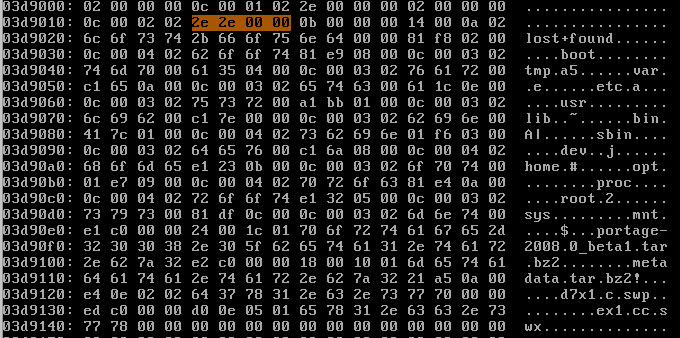 03d9000: 02 00 00 00 0c 00 01 02 2e 00 00 00 02 00 00 00 ................
03d9010: 0c 00 02 02 2e 2e 00 00 0b 00 00 00 14 00 0a 02 ................
03d9020: 6c 6f 73 74 2b 66 6f 75 6e 64 00 00 81 f8 02 00 lost+found......
03d9030: 0c 00 04 02 62 6f 6f 74 81 e9 08 00 0c 00 03 02 ....boot........
03d9040: 74 6d 70 00 61 35 04 00 0c 00 03 02 76 61 72 00 tmp.a5......var.
03d9050: c1 65 0a 00 0c 00 03 02 65 74 63 00 61 1c 0e 00 .e......etc.a...
03d9060: 0c 00 03 02 75 73 72 00 a1 bb 01 00 0c 00 03 02 ....usr.........
03d9070: 6c 69 62 00 c1 7e 00 00 0c 00 03 02 62 69 6e 00 lib..~......bin.
03d9080: 41 7c 01 00 0c 00 04 02 73 62 69 6e 01 f6 03 00 A|......sbin....
03d9090: 0c 00 03 02 64 65 76 00 c1 6a 08 00 0c 00 04 02 ....dev..j......
03d90a0: 68 6f 6d 65 e1 23 0b 00 0c 00 03 02 6f 70 74 00 home.#......opt.
03d90b0: 01 e7 09 00 0c 00 04 02 70 72 6f 63 81 e4 0a 00 ........proc....
03d90c0: 0c 00 04 02 72 6f 6f 74 e1 32 05 00 0c 00 03 02 ....root.2......
03d90d0: 73 79 73 00 81 df 0c 00 0c 00 03 02 6d 6e 74 00 sys.........mnt.
03d90e0: e1 c0 00 00 24 00 1c 01 70 6f 72 74 61 67 65 2d ....$...portage-
03d90f0: 32 30 30 38 2e 30 5f 62 65 74 61 31 2e 74 61 72 2008.0_beta1.tar
03d9100: 2e 62 7a 32 e2 c0 00 00 18 00 10 01 6d 65 74 61 .bz2........meta
03d9110: 64 61 74 61 2e 74 61 72 2e 62 7a 32 21 a5 0a 00 data.tar.bz2!...
03d9120: e4 0e 02 02 64 37 78 31 2e 63 2e 73 77 70 00 00 ....d7x1.c.swp..
03d9130: ed c0 00 00 d0 0e 05 01 65 78 31 2e 63 63 2e 73 ........ex1.cc.s
03d9140: 77 78 00 00 00 00 00 00 00 00 00 00 00 00 00 00 wx..............